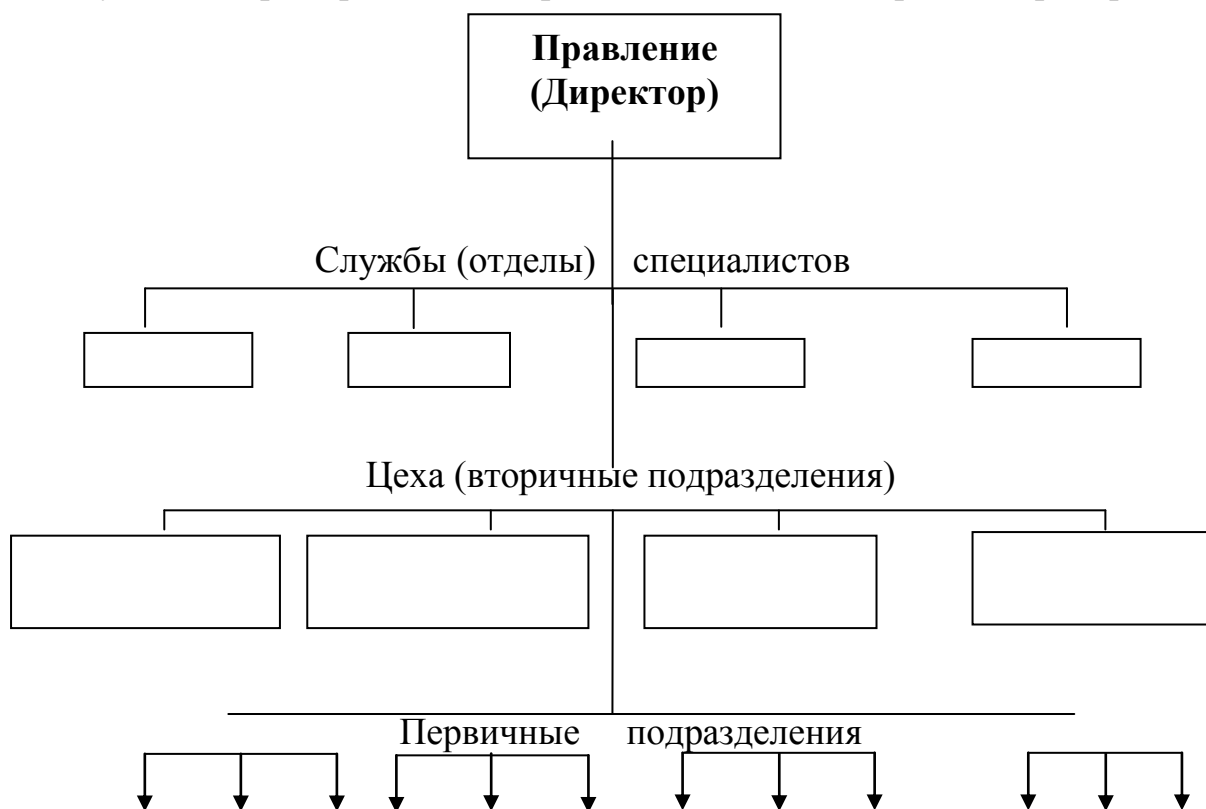 Правление
(Директор)
Службы (отделы) специалистов
Цеха (вторичные подразделения)
Первичные подразделения